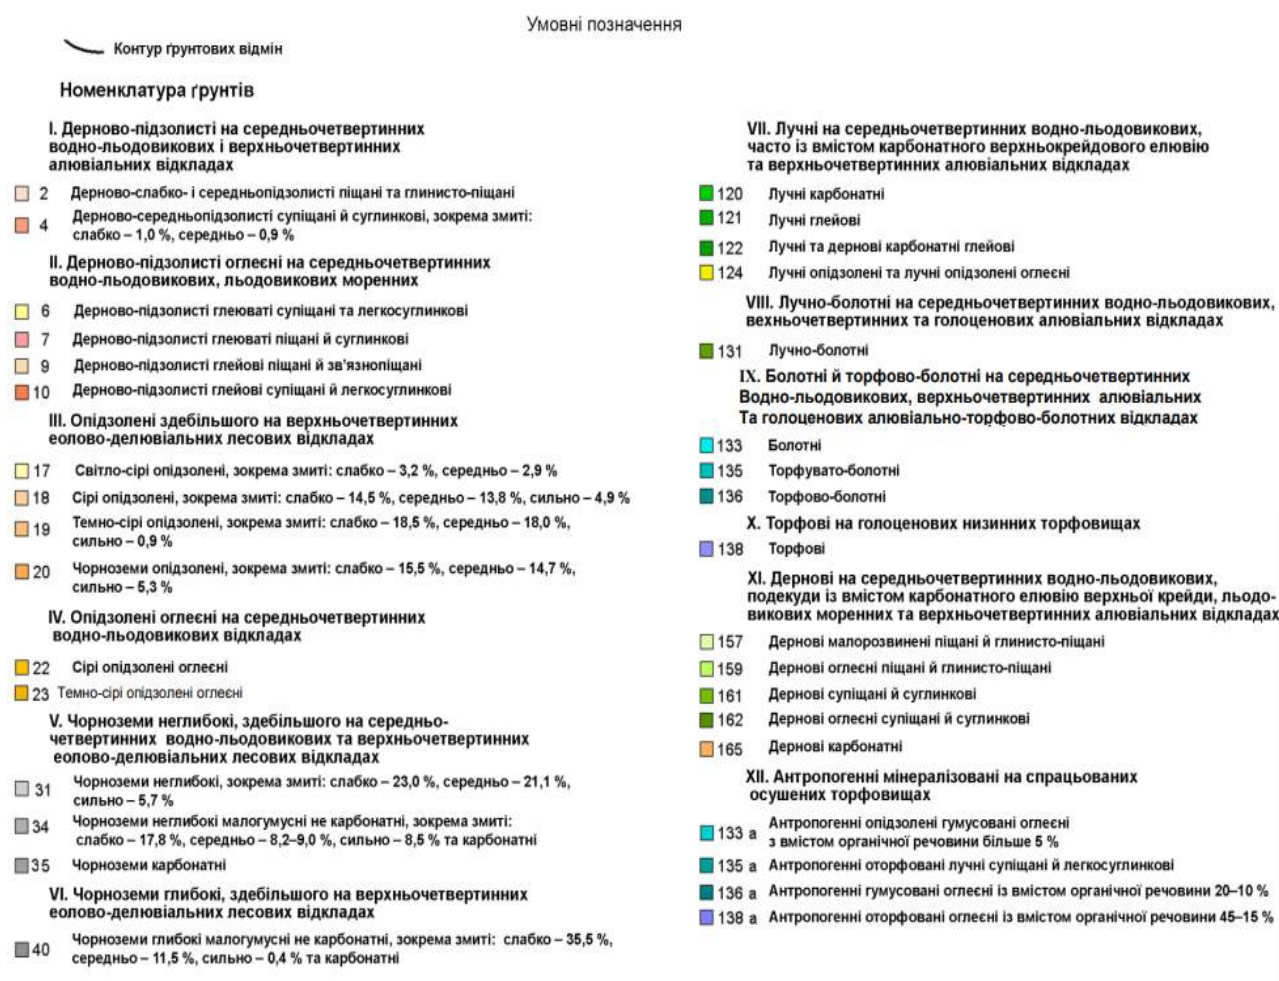 Умовні позначення
Контур ґрунтових відмін
Номенклатура ґрунтів
I. Дерново-підзолисті на середньочетвертинних
водно-льодовикових і верхньочетвертинних
алювіальних відкладах
2 Дерново-слабко- і середньопідзолисті піщані та глинисто-піщані
4 Дерново-середньопідзолисті супіщані й суглинкові, зокрема змиті:
слабко – 1,0 %, середньо – 0,9 %
II. Дерново-підзолисті оглеєні на середньочетвертинних
водно-льодовикових, льодовикових моренних
6 Дерново-підзолисті глеюваті супіщані та легкосуглинкові
7 Дерново-підзолисті глеюваті піщані й суглинкові
9 Дерново-підзолисті глейові піщані й зв’язнопіщані
10 Дерново-підзолисті глейові супіщані й легкосуглинкові
III. Опідзолені здебільшого на верхньочетвертинних
еолово-делювіальних лесових відкладах
17 Світло-сірі опідзолені, зокрема змиті: слабко – 3,2 %, середньо – 2,9 %
18 Сірі опідзолені, зокрема змиті: слабко – 14,5 %, середньо – 13,8 %, сильно – 4,9 %
19 Темно-сірі опідзолені, зокрема змиті: слабко – 18,5 %, середньо – 18,0 %,
сильно – 0,9 %
20 Чорноземи опідзолені, зокрема змиті: слабко – 15,5 %, середньо – 14,7 %,
сильно – 5,3 %
IV. Опідзолені оглеєні на середньочетвертинних
водно-льодовикових відкладах
22 Сірі опідзолені оглеєні
23 Темно-сірі опідзолені оглеєні
V. Чорноземи неглибокі, здебільшого на середньо-
четвертинних водно-льодовикових та верхньочетвертинних
еолово-делювіальних лесових відкладах
31 Чорноземи неглибокі, зокрема змиті: слабко – 23,0 %, середньо – 21,1 %,
сильно – 5,7 %
34 Чорноземи неглибокі малогумусні не карбонатні, зокрема змиті:
слабко – 17,8 %, середньо – 8,2–9,0 %, сильно – 8,5 % та карбонатні
35 Чорноземи карбонатні
VI. Чорноземи глибокі, здебільшого на верхньочетвертинних
еолово-делювіальних лесових відкладах
40 Чорноземи глибокі малогумусні не карбонатні, зокрема змиті: слабко – 35,5 %,
середньо – 11,5 %, сильно – 0,4 % та карбонатні
VII. Лучні на середньочетвертинних водно-льодовикових,
часто із вмістом карбонатного верхньокрейдового елювію
та верхньочетвертинних алювіальних відкладах
120 Лучні карбонатні
121 Лучні глейові
122 Лучні та дернові карбонатні глейові
124 Лучні опідзолені та лучні опідзолені оглеєні
VIII. Лучно-болотні на середньочетвертинних водно-льодовикових,
вехньочетвертинних та голоценових алювіальних відкладах
131 Лучно-болотні
IX. Болотні й торфово-болотні на середньочетвертинних
Водно-льодовикових, верхньочетвертинних алювіальних
Та голоценових алювіально-торфово-болотних відкладах
133 Болотні
135 Торфувато-болотні
136 Торфово-болотні
X. Торфові на голоценових низинних торфовищах
138 Торфові
XI. Дернові на середньочетвертинних водно-льодовикових,
подекуди із вмістом карбонатного елювію верхньої крейди, льодо-
викових моренних та верхньочетвертинних алювіальних відкладах
157 Дернові малорозвинені піщані й глинисто-піщані
159 Дернові оглеєні піщані й глинисто-піщані
161 Дернові супіщані й суглинкові
162 Дернові оглеєні супіщані й суглинкові
165 Дернові карбонатні
XII. Антропогенні мінералізовані на спрацьованих
осушених торфовищах
133 а Антропогенні опідзолені гумусовані оглеєні
з вмістом органічної речовини більше 5 %
135 а Антропогенні оторфовані лучні супіщані й легкосуглинкові
136 а Антропогенні гумусовані оглеєні із вмістом органічної речовини 20–10 %
138 а Антропогенні оторфовані оглеєні із вмістом органічної речовини 45–15 %